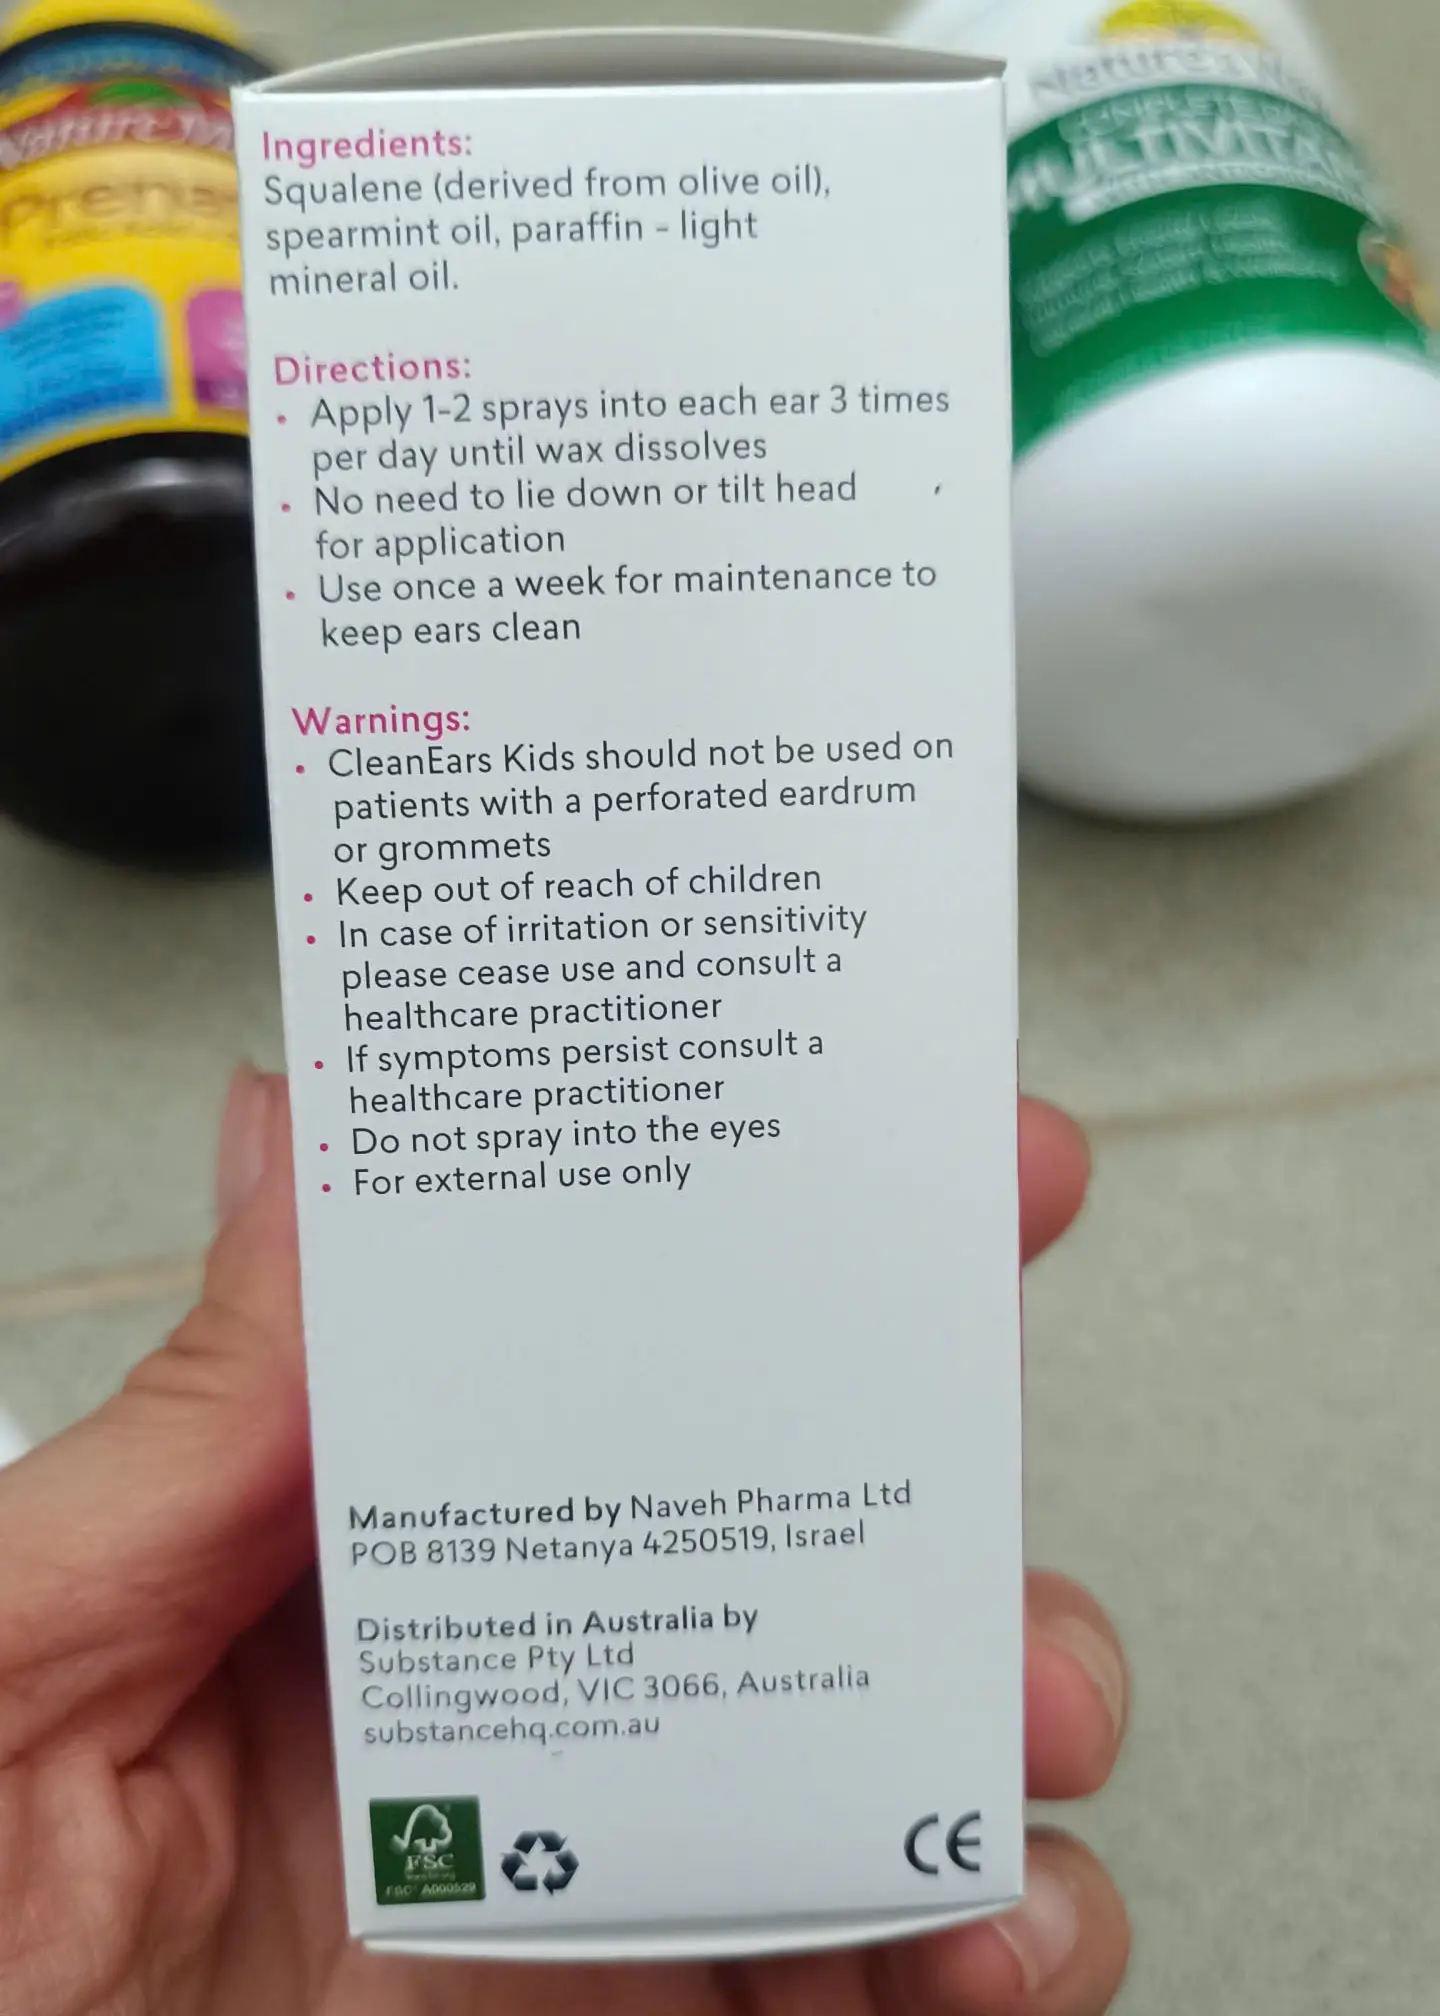 Ingredients:
Squalene (derived from olive oil),
spearmint oil, paraffin - light
mineral oil.
Directions:
• Apply 1-2 sprays into each ear 3 times
per day until wax dissolves
• No need to lie down or tilt head
for application
• Use once a week for maintenance to
keep ears clean
Warnings:
• CleanEars Kids should not be used on
patients with a perforated eardrum
or grommets
• Keep out of reach of children
• In case of irritation or sensitivity
please cease use and consult a
healthcare practitioner
• If symptoms persist consult a
healthcare practitioner
• Do not spray into the eyes
• For external use only
Manufactured by Naveh Pharma Ltd
POB 8139 Netanya 4250519, Israel
Distributed in Australia by
Substance Pty Ltd
Collingwood, VIC 3066, Australia
substancehq.com.au
FSC
FSC® A000529
CE
Nature
MULTIVITA